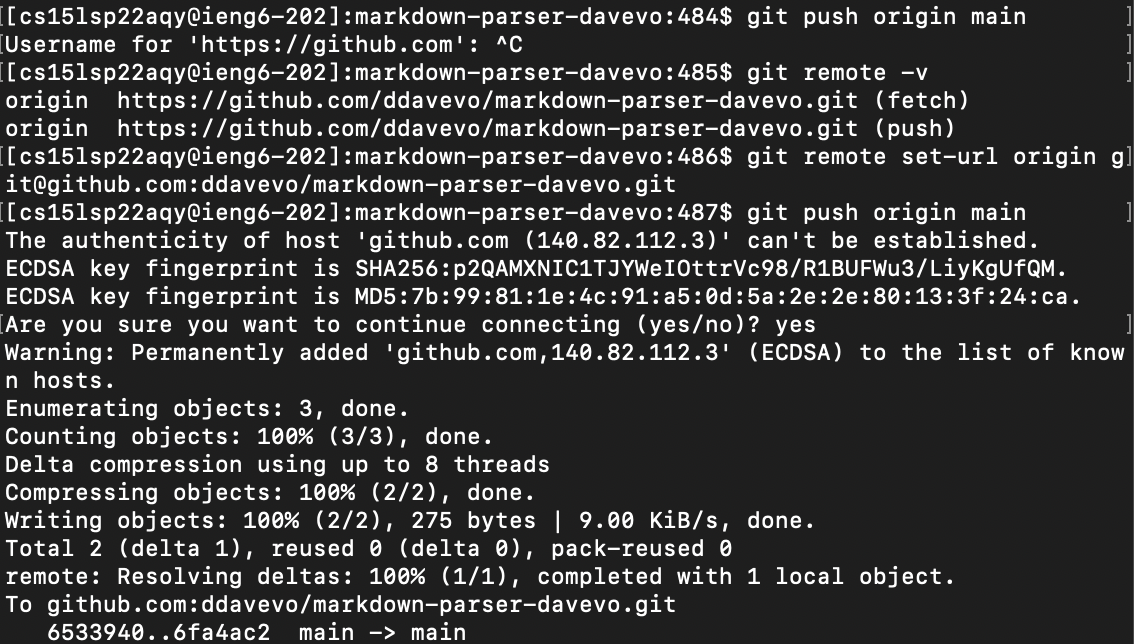 [[cs15lsp22aqy@ieng6-202]:markdown-parser-davevo:484$ git push origin main ]
[Username for 'https://github.com': ^C ]
[[cs15lsp22aqy@ieng6-202]:markdown-parser-davevo:485$ git remote -v ]
origin  https://github.com/ddavevo/markdown-parser-davevo.git (fetch)
origin  https://github.com/ddavevo/markdown-parser-davevo.git (push)
[[cs15lsp22aqy@ieng6-202]:markdown-parser-davevo:486$ git remote set-url origin g]
it@github.com:ddavevo/markdown-parser-davevo.git
[[cs15lsp22aqy@ieng6-202]:markdown-parser-davevo:487$ git push origin main ]
The authenticity of host 'github.com (140.82.112.3)' can't be established.
ECDSA key fingerprint is SHA256:p2QAMXNIC1TJYWeIOttrVc98/R1BUFWu3/LiyKgUfQM.
ECDSA key fingerprint is MD5:7b:99:81:1e:4c:91:a5:0d:5a:2e:2e:80:13:3f:24:ca.
[Are you sure you want to continue connecting (yes/no)? yes ]
Warning: Permanently added 'github.com,140.82.112.3' (ECDSA) to the list of know
n hosts.
Enumerating objects: 3, done.
Counting objects: 100% (3/3), done.
Delta compression using up to 8 threads
Compressing objects: 100% (2/2), done.
Writing objects: 100% (2/2), 275 bytes | 9.00 KiB/s, done.
Total 2 (delta 1), reused 0 (delta 0), pack-reused 0
remote: Resolving deltas: 100% (1/1), completed with 1 local object.
To github.com:ddavevo/markdown-parser-davevo.git
   6533940..6fa4ac2  main -> main